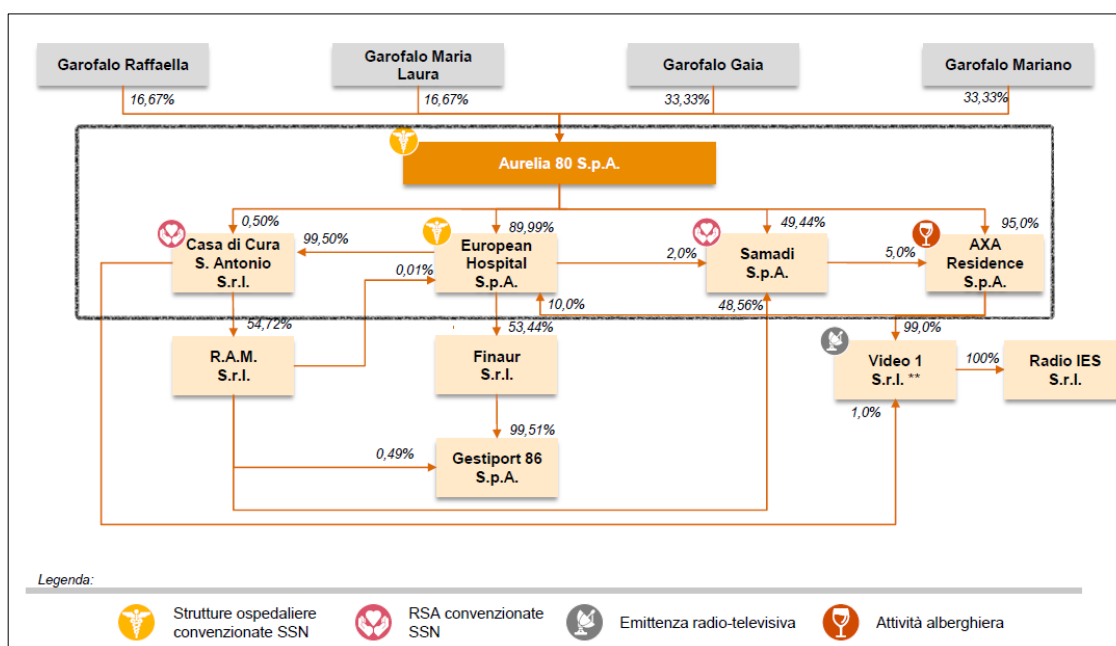 Garofalo Raffaella
Garofalo Maria
Laura
Garofalo Gaia
Garofalo Mariano
16,67%
16,67%
33,33%
33,33%
Aurelia 80 S.p.A.
0,50%
89,99%
49,44%
95,0%
Casa di Cura
S. Antonio
S.r.l.
99,50%
European
Hospital
S.p.A.
2,0%
Samadi
S.p.A.
5,0%
AXA
Residence
S.p.A.
0,01%
10,0%
48,56%
54,72%
53,44%
99,0%
R.A.M.
S.r.l.
Finaur
S.r.l.
Video 1
S.r.l. **
100%
Radio IES
S.r.l.
1,0%
99,51%
0,49%
Gestiport 86
S.p.A.
Legenda:
Strutture ospedaliere
convenzionate SSN
RSA convenzionate
SSN
Emittenza radio-televisiva
Attività alberghiera